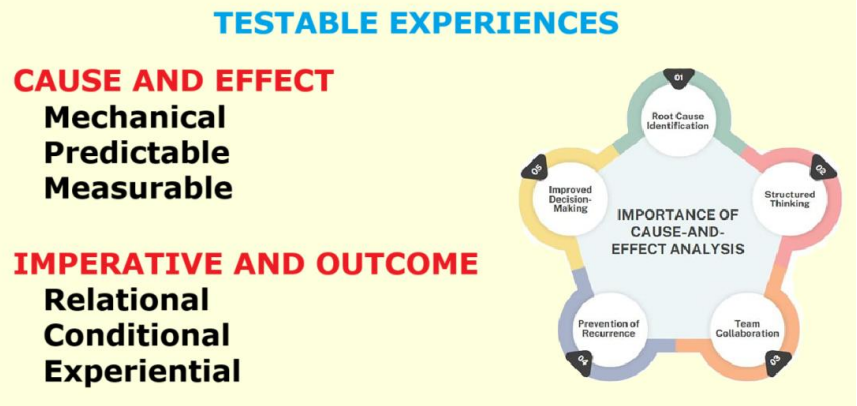 TESTABLE EXPERIENCES
CAUSE AND EFFECT
Mechanical
Predictable
Measurable
IMPERATIVE AND OUTCOME
Relational
Conditional
Experiential
01
Root Cause
Identification
02
Structured
Thinking
03
Team
Collaboration
04
Prevention of
Recurrence
05
Improved
Decision-
Making
IMPORTANCE OF
CAUSE-AND-
EFFECT ANALYSIS